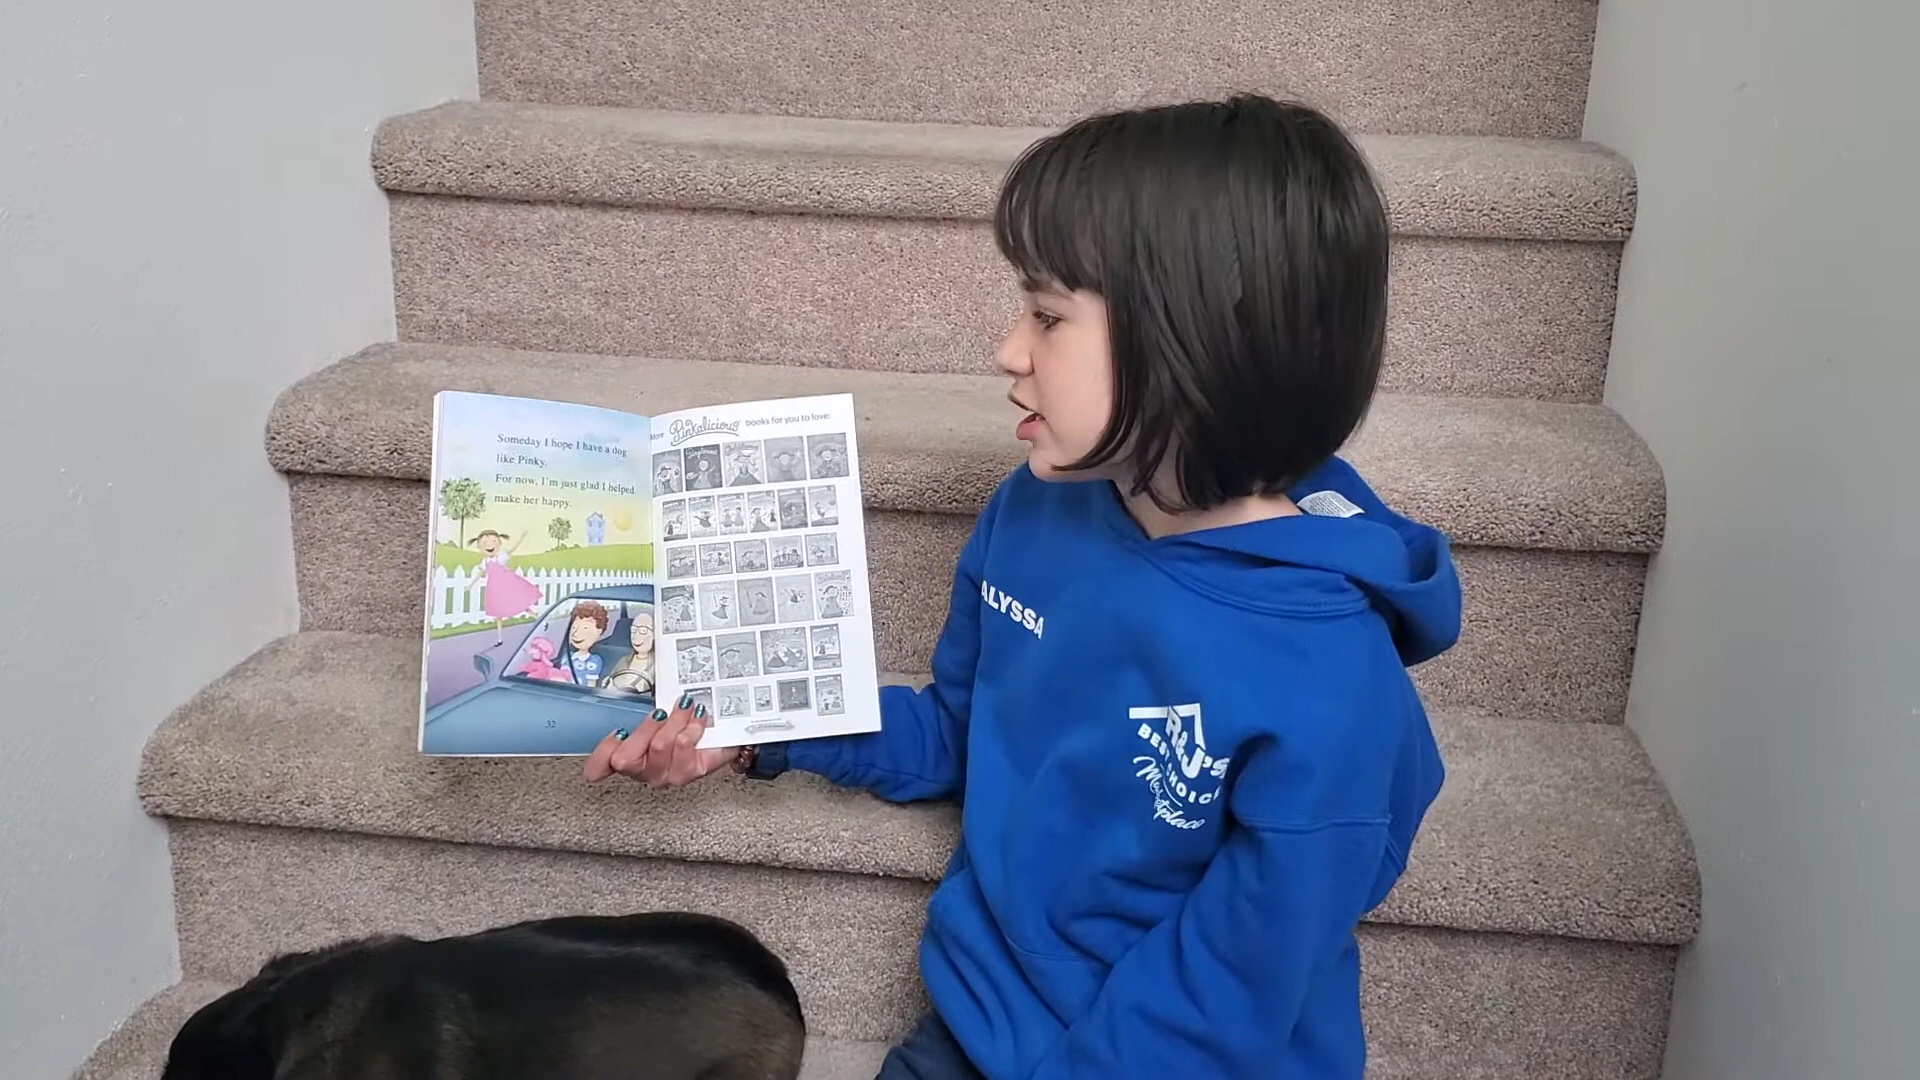 Someday I hope I have a dog
like Pinky.
For now, I'm just glad I helped
make her happy.
32
More Pinkalicious books for you to love:
ALYSSA
R&J'S
BEST CHOICE
Marketplace